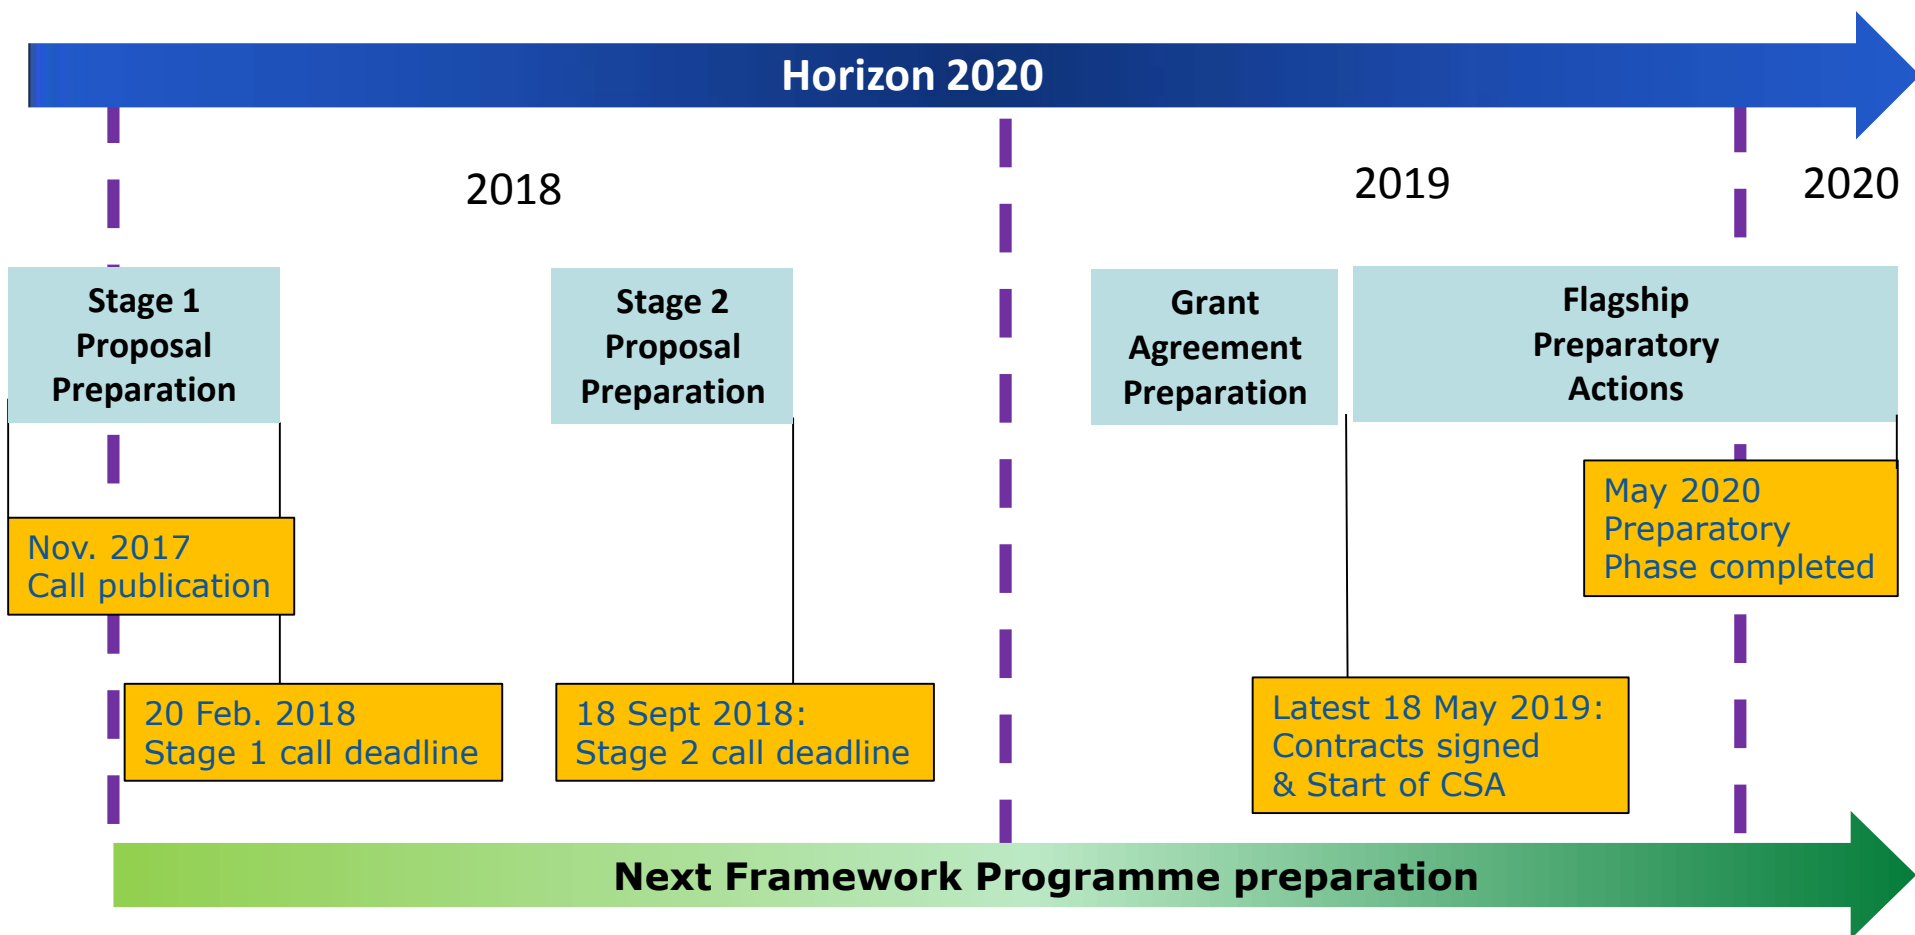 Horizon 2020
2018
2019
2020
Stage 1
Proposal
Preparation
Stage 2
Proposal
Preparation
Grant
Agreement
Preparation
Flagship
Preparatory
Actions
Nov. 2017
Call publication
May 2020
Preparatory
Phase completed
20 Feb. 2018
Stage 1 call deadline
18 Sept 2018:
Stage 2 call deadline
Latest 18 May 2019:
Contracts signed
& Start of CSA
Next Framework Programme preparation